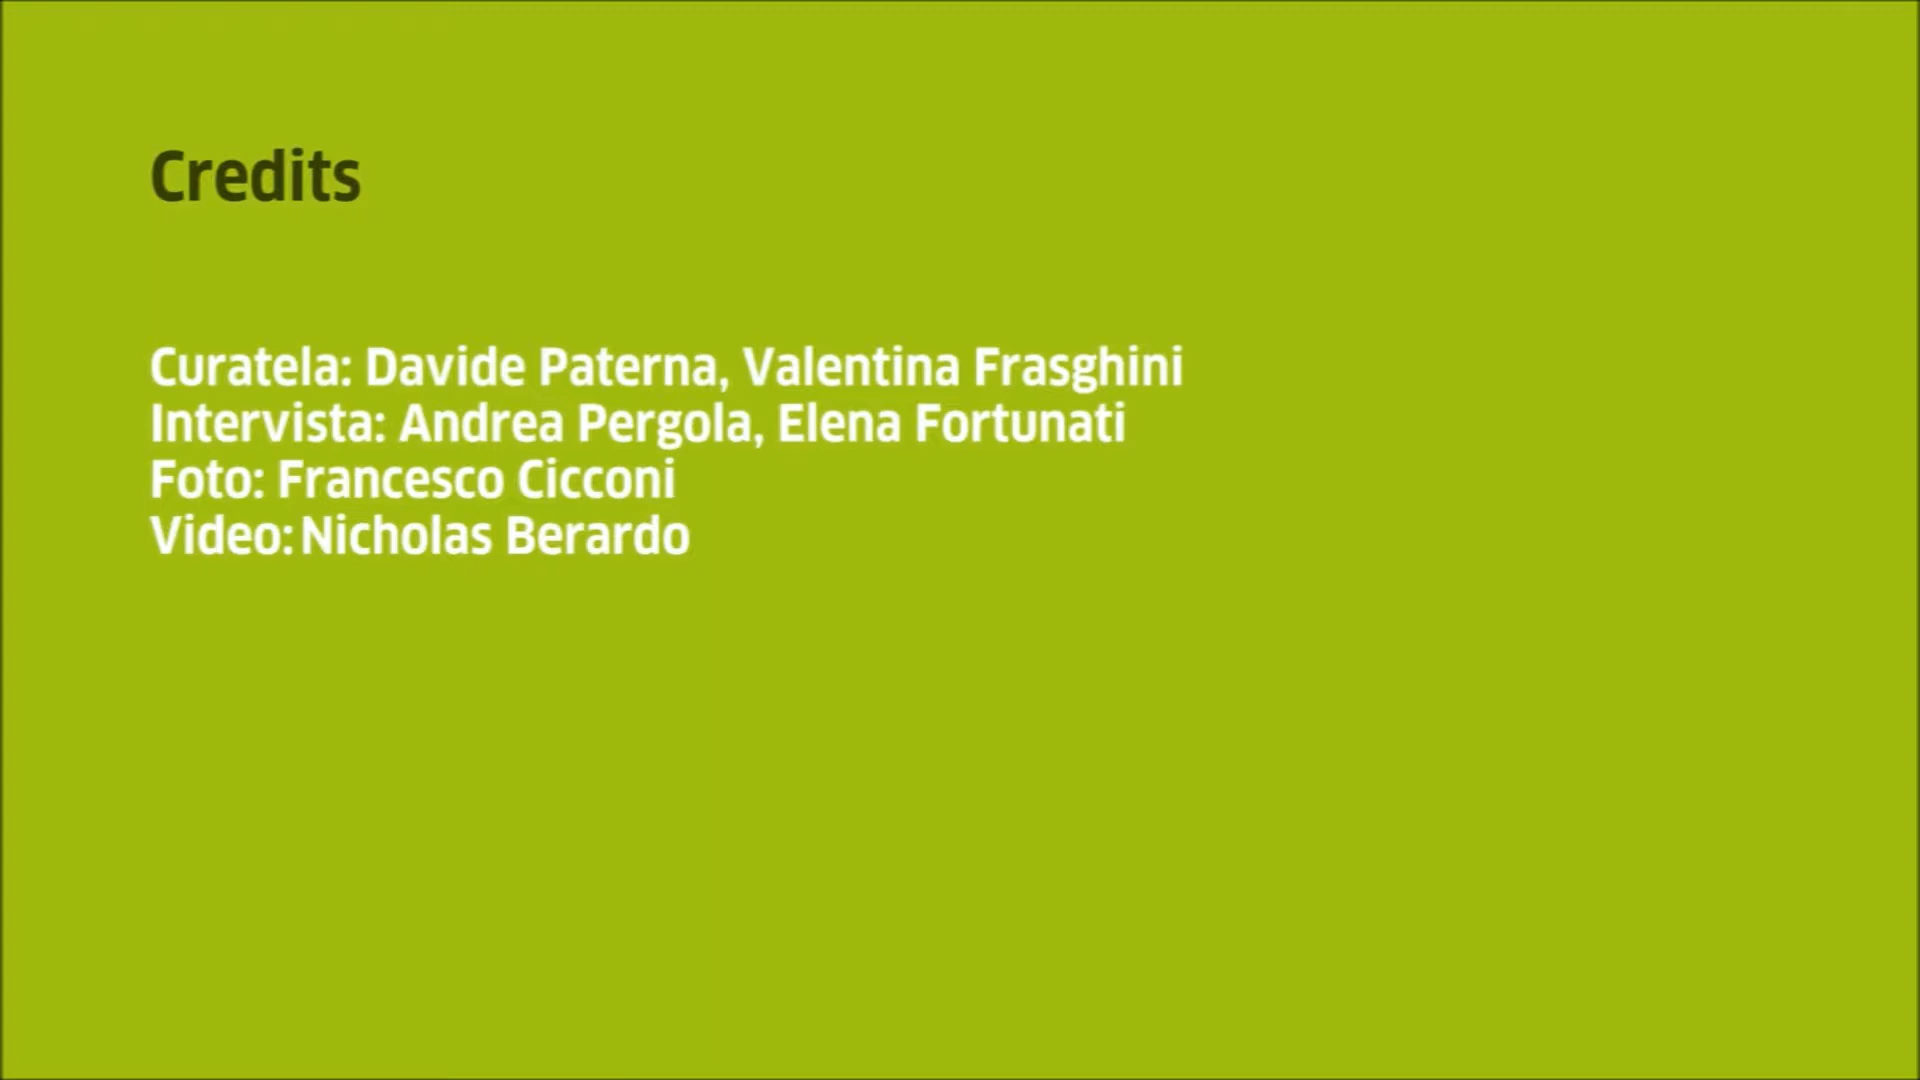 Credits
Curatela: Davide Paterna, Valentina Frasghini
Intervista: Andrea Pergola, Elena Fortunati
Foto: Francesco Cicconi
Video: Nicholas Berardo